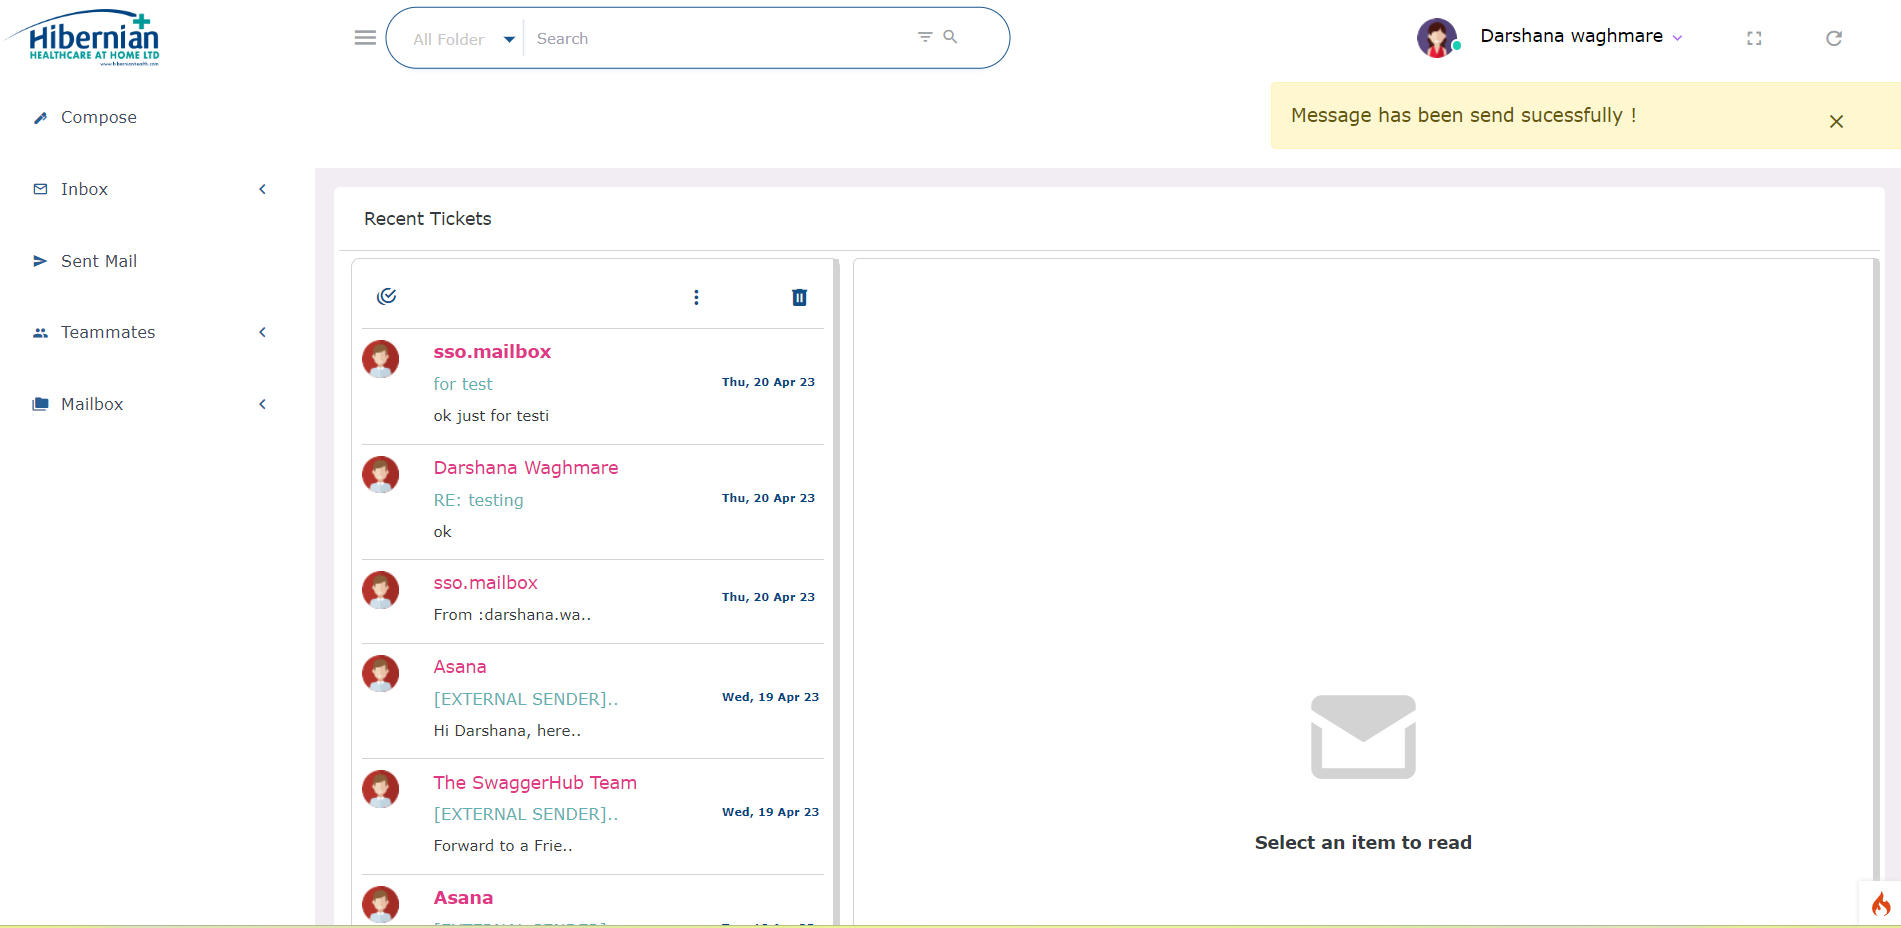 Hibernian
HEALTHCARE AT HOME LTD
All Folder
Search
Darshana waghmare
Message has been send sucessfully !
Compose
Inbox
Sent Mail
Teammates
Mailbox
Recent Tickets
sso.mailbox
for test
Thu, 20 Apr 23
ok just for testi
Darshana Waghmare
RE: testing
Thu, 20 Apr 23
ok
sso.mailbox
Thu, 20 Apr 23
From :darshana.wa..
Asana
[EXTERNAL SENDER]..
Wed, 19 Apr 23
Hi Darshana, here..
The SwaggerHub Team
[EXTERNAL SENDER]..
Wed, 19 Apr 23
Forward to a Frie..
Asana
Select an item to read